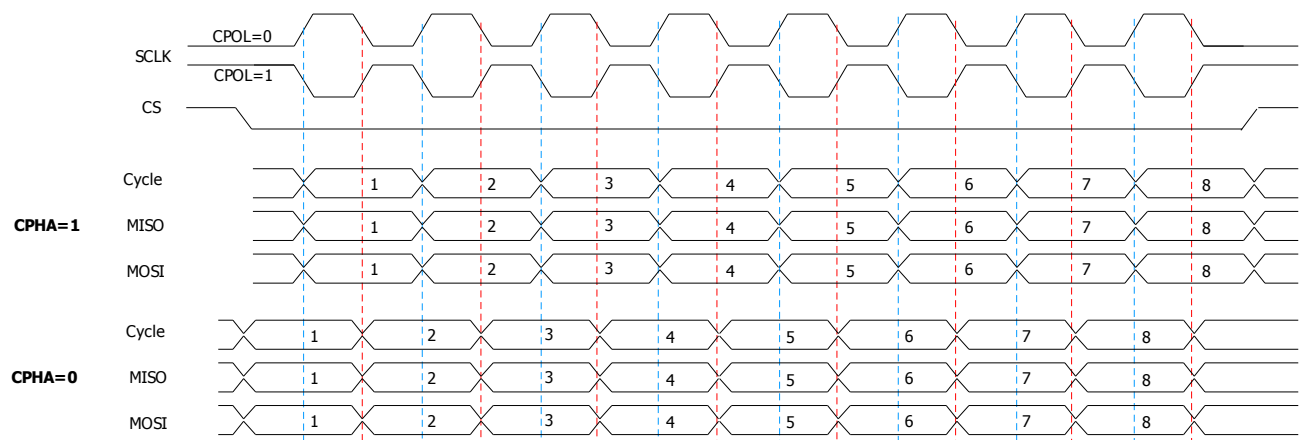 CPOL=0
SCLK
CPOL=1
CS
Cycle 1 2 3 4 5 6 7 8
CPHA=1 MISO 1 2 3 4 5 6 7 8
MOSI 1 2 3 4 5 6 7 8
Cycle 1 2 3 4 5 6 7 8
CPHA=0 MISO 1 2 3 4 5 6 7 8
MOSI 1 2 3 4 5 6 7 8